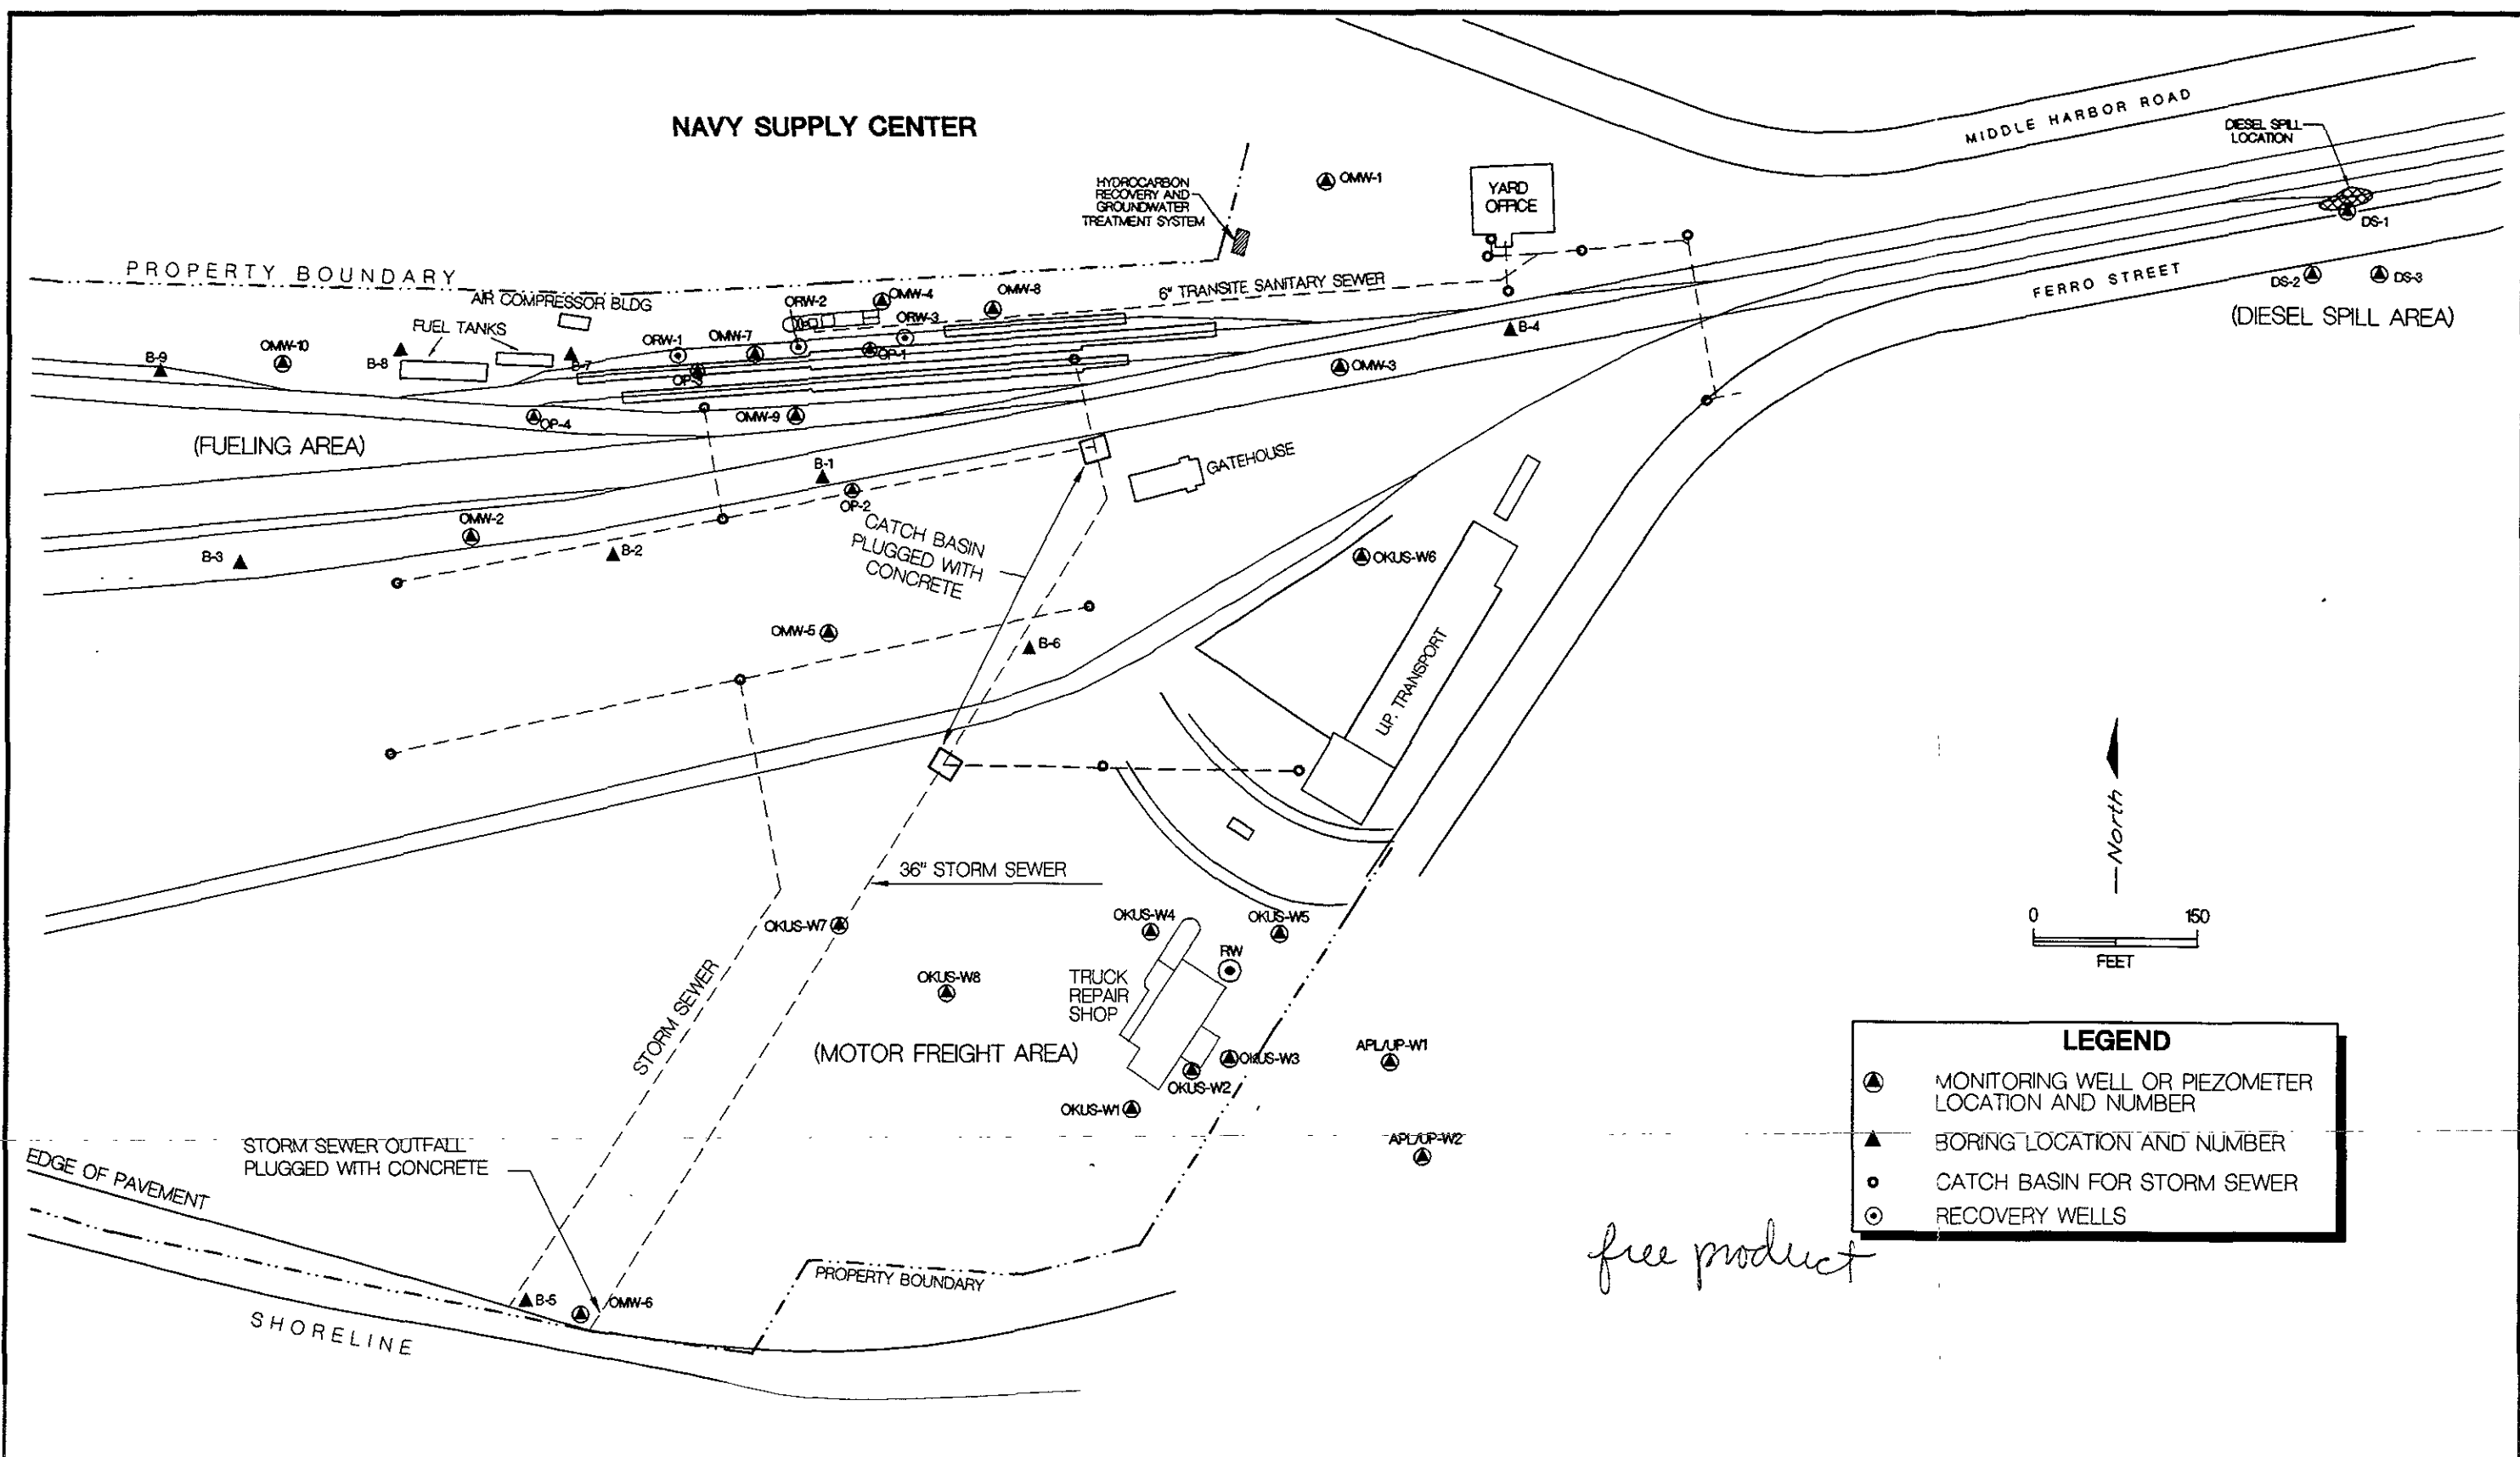 NAVY SUPPLY CENTER
MIDDLE HARBOR ROAD
DIESEL SPILL
LOCATION
HYDROCARBON
RECOVERY AND
GROUNDWATER
TREATMENT SYSTEM
OMW-1
YARD
OFFICE
DS-1
PROPERTY BOUNDARY
6" TRANSITE SANITARY SEWER
FERRO STREET
DS-2
DS-3
(DIESEL SPILL AREA)
AIR COMPRESSOR BLDG
ORW-2
OMW-4
OMW-8
FUEL TANKS
ORW-1
OMW-7
ORW-3
B-4
B-9
OMW-10
B-8
B-7
OP-3
OP-1
OMW-3
OP-4
OMW-9
(FUELING AREA)
B-1
GATEHOUSE
OP-2
OMW-2
B-3
B-2
CATCH BASIN
PLUGGED WITH
CONCRETE
OKUS-W6
OMW-5
B-6
U.P. TRANSPORT
North
36" STORM SEWER
OKUS-W7
OKUS-W4
OKUS-W5
0 150
FEET
RW
OKUS-W8
TRUCK
REPAIR
SHOP
STORM SEWER
(MOTOR FREIGHT AREA)
OKUS-W3
APL/UP-W1
OKUS-W2
OKUS-W1
APL/UP-W2
LEGEND
MONITORING WELL OR PIEZOMETER
LOCATION AND NUMBER
BORING LOCATION AND NUMBER
CATCH BASIN FOR STORM SEWER
RECOVERY WELLS
STORM SEWER OUTFALL
PLUGGED WITH CONCRETE
EDGE OF PAVEMENT
free product
PROPERTY BOUNDARY
B-5
OMW-6
SHORELINE